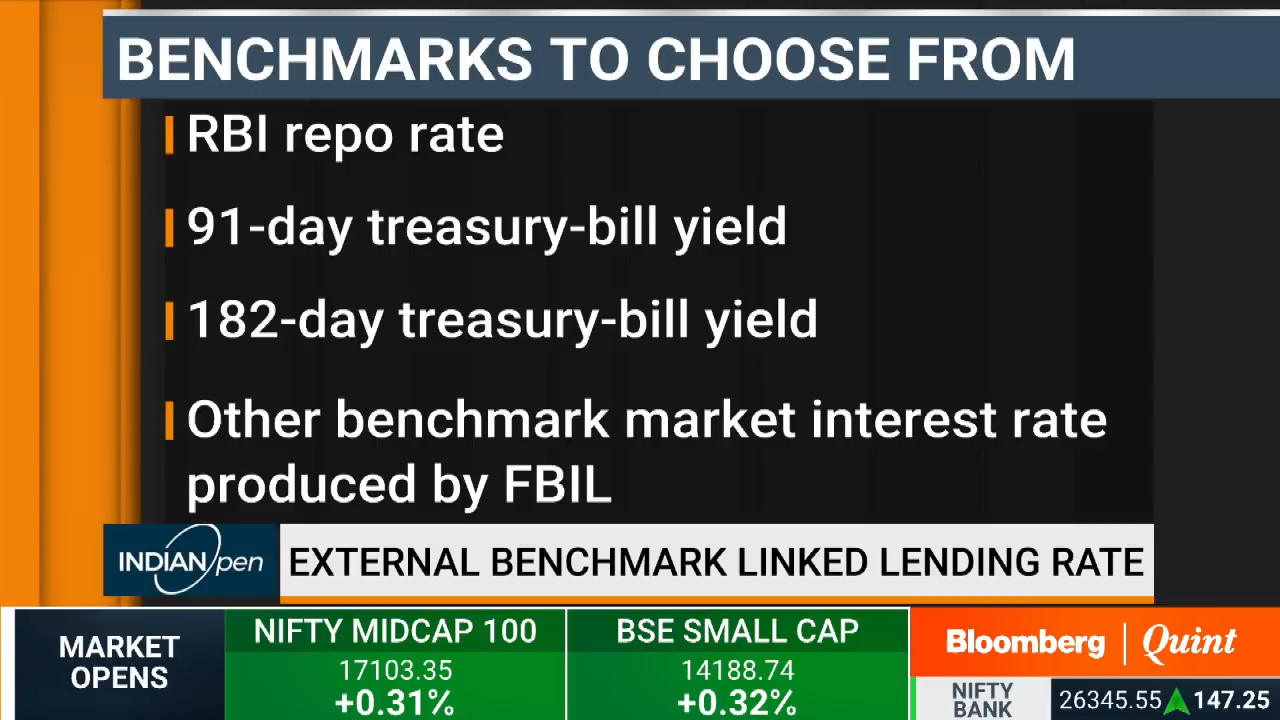 BENCHMARKS TO CHOOSE FROM
RBI repo rate
91-day treasury-bill yield
182-day treasury-bill yield
Other benchmark market interest rate
produced by FBIL
INDIAN Open
EXTERNAL BENCHMARK LINKED LENDING RATE
MARKET
OPENS
NIFTY MIDCAP 100
17103.35
+0.31%
BSE SMALL CAP
14188.74
+0.32%
Bloomberg | Quint
NIFTY
BANK
26345.55 ▲ 147.25